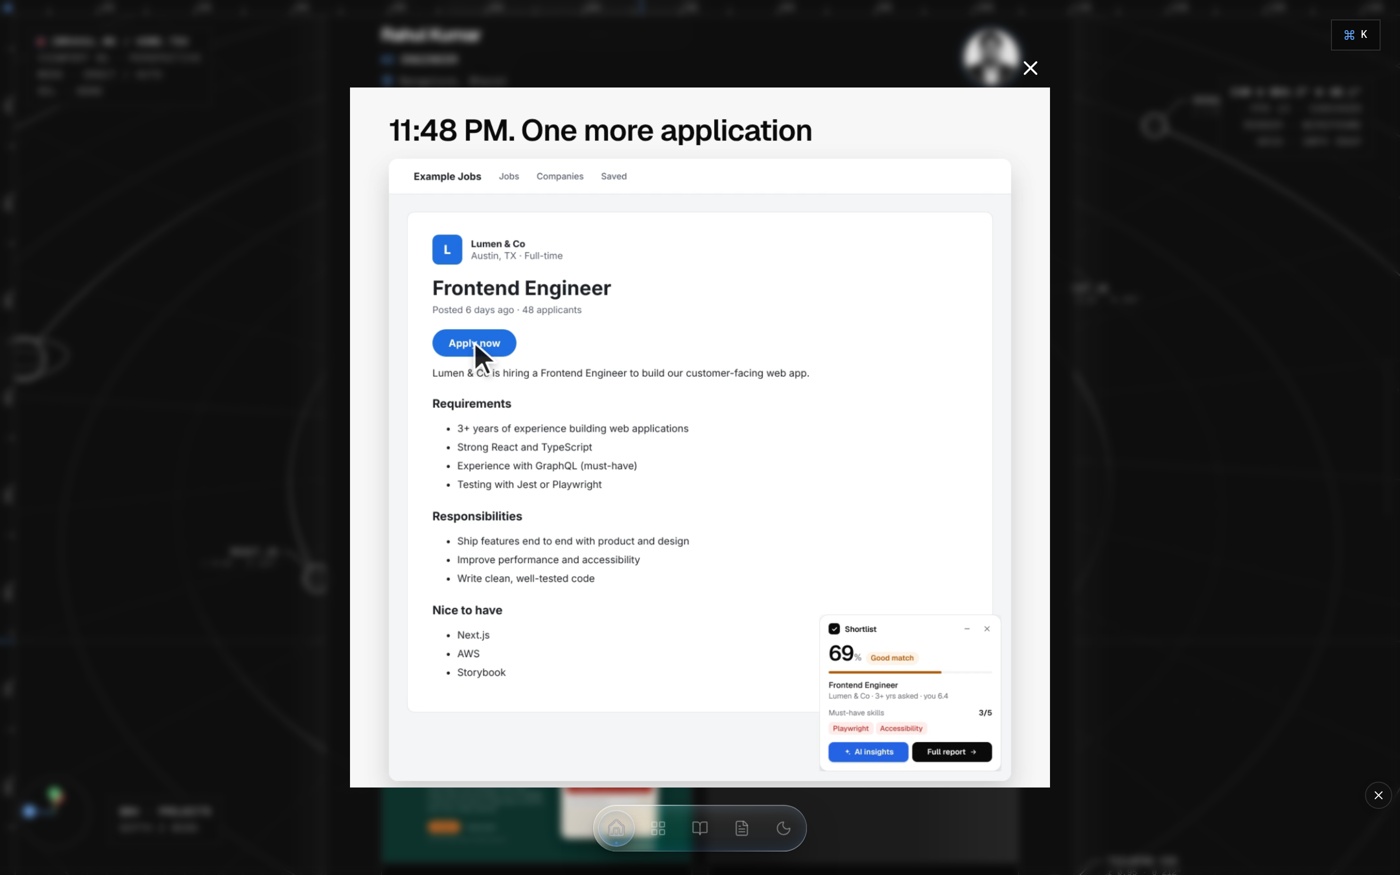 Rahul Kumar
⌘ K
11:48 PM. One more application
Example Jobs Jobs Companies Saved
L
Lumen & Co
Austin, TX · Full-time
Frontend Engineer
Posted 6 days ago · 48 applicants
Apply now
Lumen & Co is hiring a Frontend Engineer to build our customer-facing web app.
Requirements
• 3+ years of experience building web applications
• Strong React and TypeScript
• Experience with GraphQL (must-have)
• Testing with Jest or Playwright
Responsibilities
• Ship features end to end with product and design
• Improve performance and accessibility
• Write clean, well-tested code
Nice to have
• Next.js
• AWS
• Storybook
Shortlist
69% Good match
Frontend Engineer
Lumen & Co · 3+ yrs asked · you 6.4
Must-have skills 3/5
Playwright Accessibility
AI insights Full report →